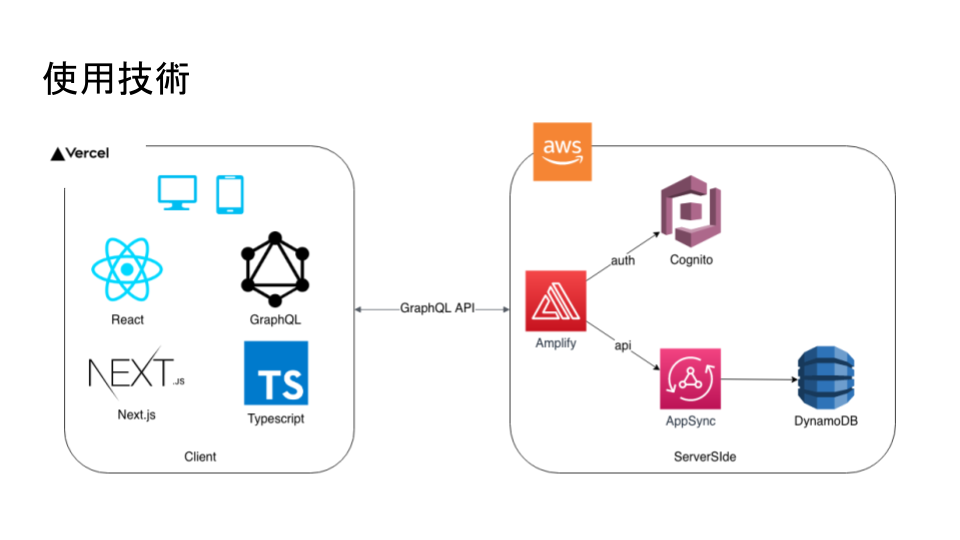 使用技術
Vercel
aws
React
GraphQL
NEXT.JS
Next.js
TS
Typescript
Client
GraphQL API
auth
Cognito
Amplify
api
AppSync
DynamoDB
ServerSIde